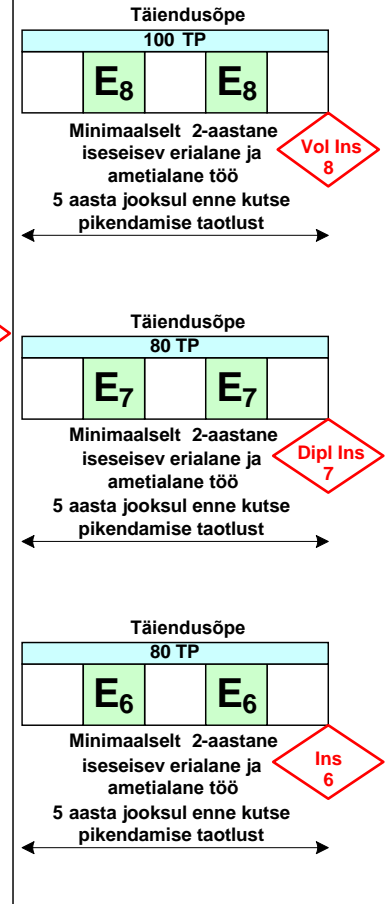 Täiendusõpe
100 TP
E8 E8
Minimaalselt 2-aastane
iseseisev erialane ja
ametialane töö
5 aasta jooksul enne kutse
pikendamise taotlust
Vol Ins
8
Täiendusõpe
80 TP
E7 E7
Minimaalselt 2-aastane
iseseisev erialane ja
ametialane töö
5 aasta jooksul enne kutse
pikendamise taotlust
Dipl Ins
7
Täiendusõpe
80 TP
E6 E6
Minimaalselt 2-aastane
iseseisev erialane ja
ametialane töö
5 aasta jooksul enne kutse
pikendamise taotlust
Ins
6